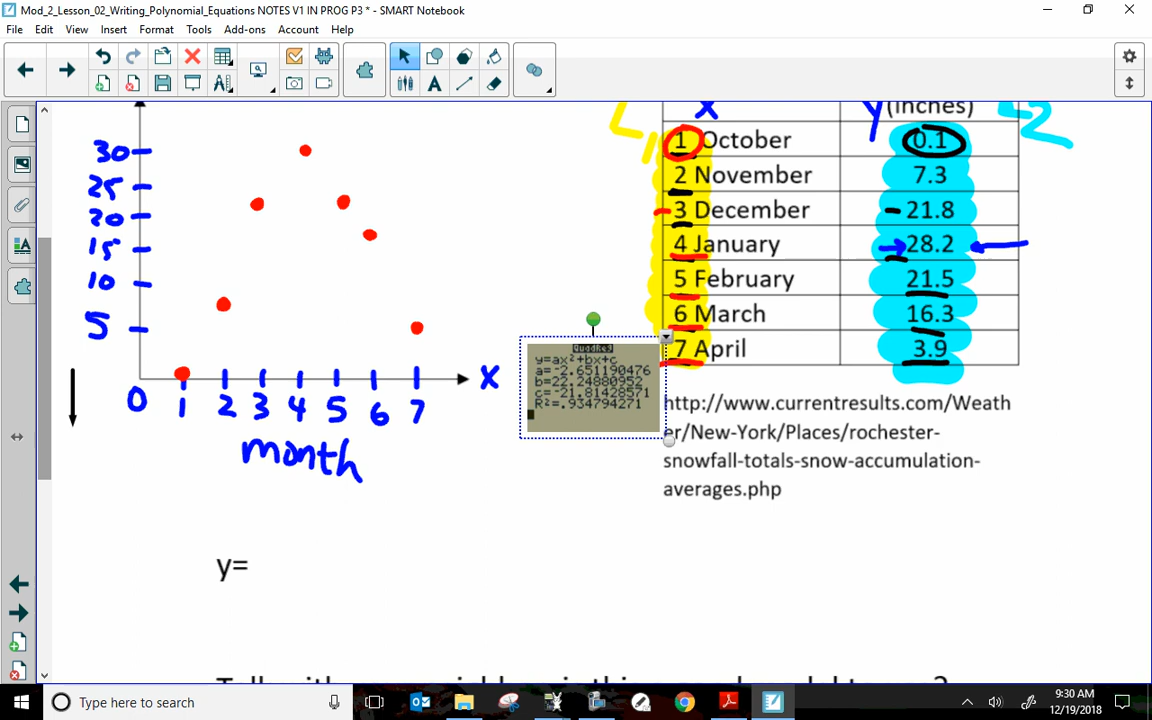 Mod_2_Lesson_02_Writing_Polynomial_Equations NOTES V1 IN PROG P3 * - SMART Notebook
File Edit View Insert Format Tools Add-ons Account Help
30
25
20
15
10
5
0 1 2 3 4 5 6 7 X
month
L1 X y (inches) L2
1 October 0.1
2 November 7.3
3 December 21.8
4 January 28.2
5 February 21.5
6 March 16.3
7 April 3.9
QuadReg
y=ax²+bx+c
a=-2.651190476
b=22.24880952
c=-21.81428571
R²=.934794271
http://www.currentresults.com/Weath
er/New-York/Places/rochester-
snowfall-totals-snow-accumulation-
averages.php
y=
Type here to search
9:30 AM
12/19/2018